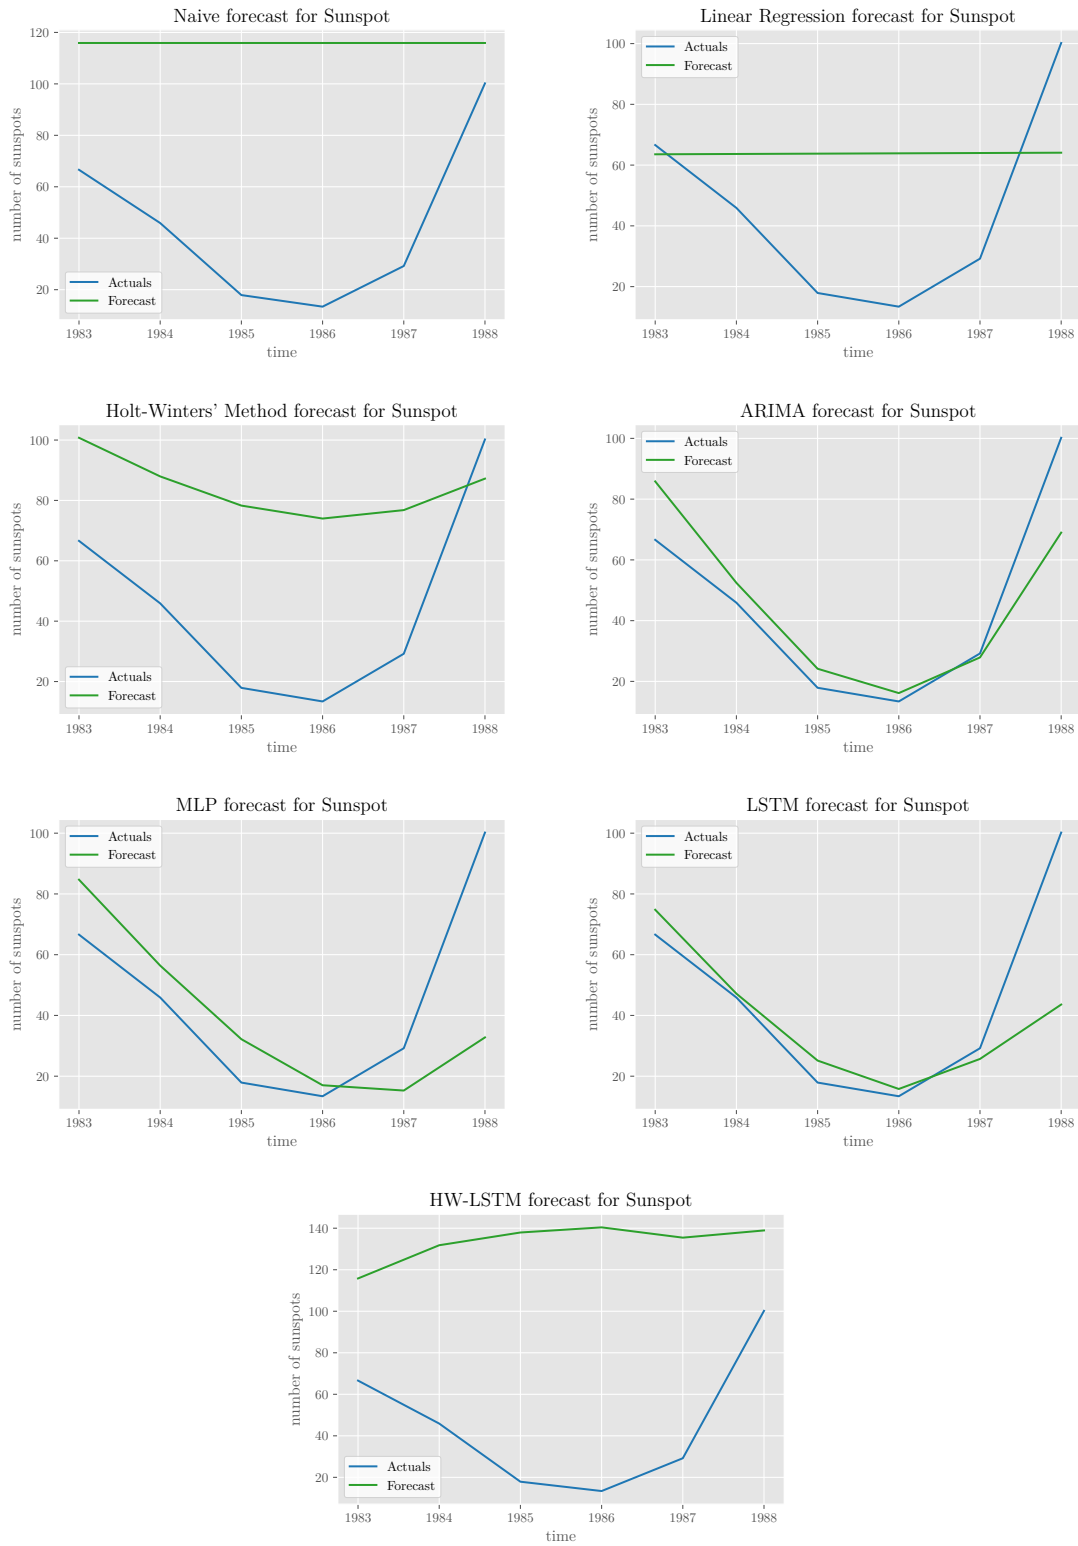 Naive forecast for Sunspot
120
100
80
60
40
20
number of sunspots
Actuals
Forecast
1983 1984 1985 1986 1987 1988
time
Linear Regression forecast for Sunspot
100
80
60
40
20
number of sunspots
Actuals
Forecast
1983 1984 1985 1986 1987 1988
time
Holt-Winters' Method forecast for Sunspot
100
80
60
40
20
number of sunspots
Actuals
Forecast
1983 1984 1985 1986 1987 1988
time
ARIMA forecast for Sunspot
100
80
60
40
20
number of sunspots
Actuals
Forecast
1983 1984 1985 1986 1987 1988
time
MLP forecast for Sunspot
100
80
60
40
20
number of sunspots
Actuals
Forecast
1983 1984 1985 1986 1987 1988
time
LSTM forecast for Sunspot
100
80
60
40
20
number of sunspots
Actuals
Forecast
1983 1984 1985 1986 1987 1988
time
HW-LSTM forecast for Sunspot
140
120
100
80
60
40
20
number of sunspots
Actuals
Forecast
1983 1984 1985 1986 1987 1988
time